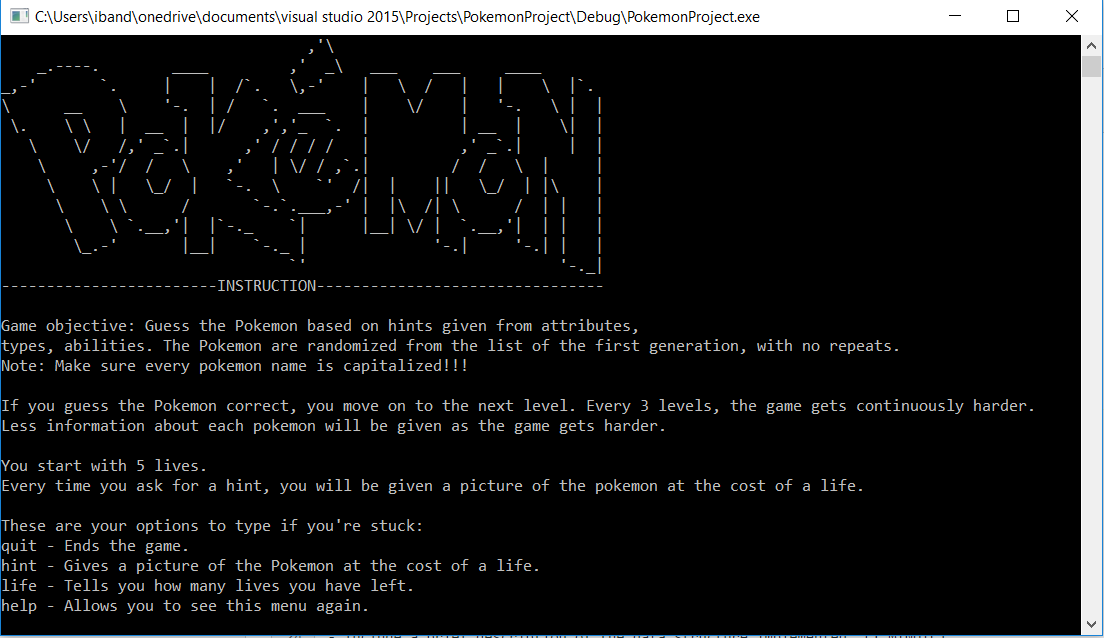 C:\Users\iband\onedrive\documents\visual studio 2015\Projects\PokemonProject\Debug\PokemonProject.exe
PoKéMoN
------------------------INSTRUCTION--------------------------------
Game objective: Guess the Pokemon based on hints given from attributes,
types, abilities. The Pokemon are randomized from the list of the first generation, with no repeats.
Note: Make sure every pokemon name is capitalized!!!
If you guess the Pokemon correct, you move on to the next level. Every 3 levels, the game gets continuously harder.
Less information about each pokemon will be given as the game gets harder.
You start with 5 lives.
Every time you ask for a hint, you will be given a picture of the pokemon at the cost of a life.
These are your options to type if you're stuck:
quit - Ends the game.
hint - Gives a picture of the Pokemon at the cost of a life.
life - Tells you how many lives you have left.
help - Allows you to see this menu again.